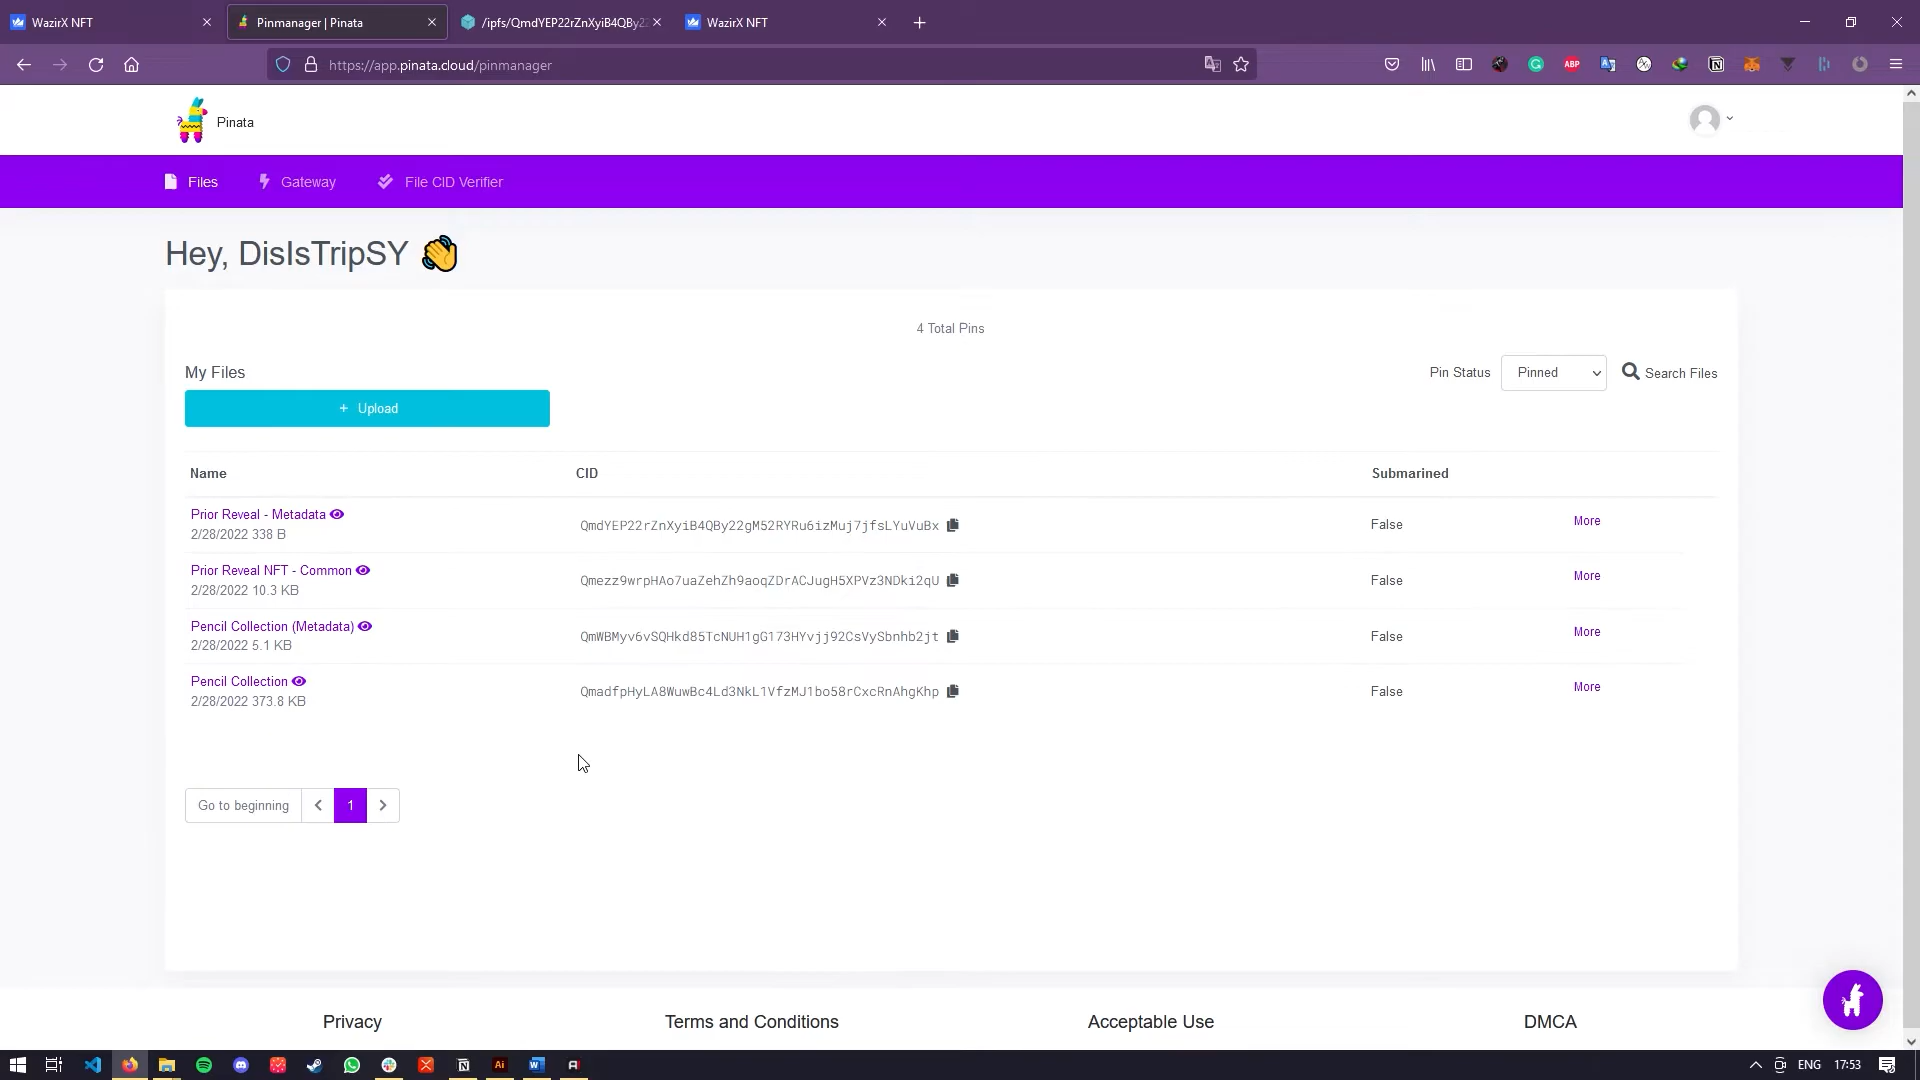 WazirX NFT
Pinmanager | Pinata
/ipfs/QmdYEP22rZnXyiB4QBy22
WazirX NFT
https://app.pinata.cloud/pinmanager
ABP
Pinata
Files
Gateway
File CID Verifier
Hey, DisIsTripSY
4 Total Pins
My Files
Pin Status
Pinned
Search Files
+ Upload
Name
CID
Submarined
Prior Reveal - Metadata
2/28/2022 338 B
QmdYEP22rZnXyiB4QBy22gM52RYRu6izMuj7jfsLYuVuBx
False
More
Prior Reveal NFT - Common
2/28/2022 10.3 KB
Qmezz9wrpHAo7uaZehZh9aoqZDrACJugH5XPVz3NDki2qU
False
More
Pencil Collection (Metadata)
2/28/2022 5.1 KB
QmWBMyv6vSQHkd85TcNUH1gG173HYvjj92CsVySbnhb2jt
False
More
Pencil Collection
2/28/2022 373.8 KB
QmadfpHyLA8WuwBc4Ld3NkL1VfzMJ1bo58rCxcRnAhgKhp
False
More
Go to beginning
1
Privacy
Terms and Conditions
Acceptable Use
DMCA
Ai
ENG
17:53